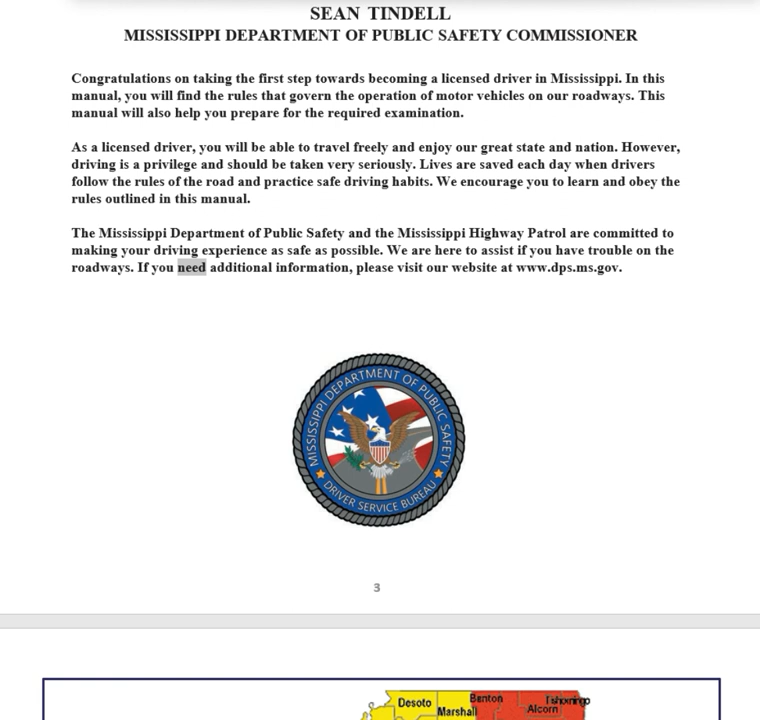 SEAN TINDELL
MISSISSIPPI DEPARTMENT OF PUBLIC SAFETY COMMISSIONER
Congratulations on taking the first step towards becoming a licensed driver in Mississippi. In this
manual, you will find the rules that govern the operation of motor vehicles on our roadways. This
manual will also help you prepare for the required examination.
As a licensed driver, you will be able to travel freely and enjoy our great state and nation. However,
driving is a privilege and should be taken very seriously. Lives are saved each day when drivers
follow the rules of the road and practice safe driving habits. We encourage you to learn and obey the
rules outlined in this manual.
The Mississippi Department of Public Safety and the Mississippi Highway Patrol are committed to
making your driving experience as safe as possible. We are here to assist if you have trouble on the
roadways. If you need additional information, please visit our website at www.dps.ms.gov.
MISSISSIPPI DEPARTMENT OF PUBLIC SAFETY
DRIVER SERVICE BUREAU
3
Desoto
Marshall
Benton
Alcorn
Tishomingo